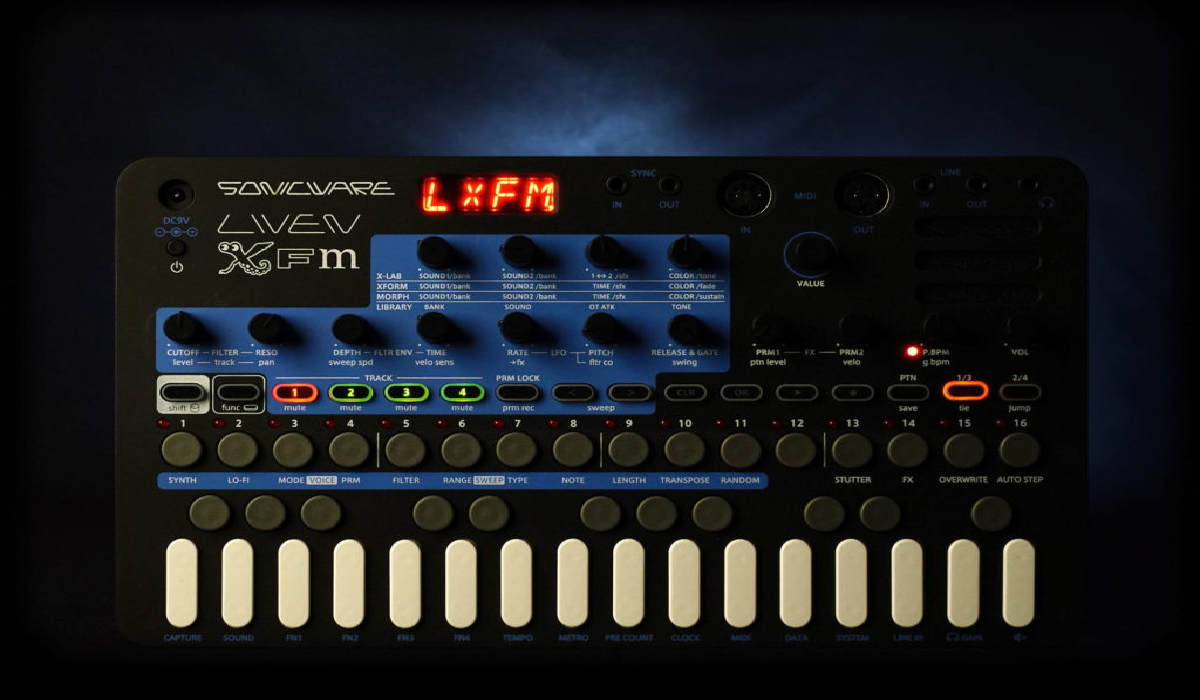 SONICWARE
LIVEN
XFM
LxFM
DC9V
SYNC
IN OUT
MIDI
IN OUT
LINE
IN OUT
VALUE
X-LAB SOUND1/bank SOUND2/bank 1↔2/sfx COLOR/tone
XFORM SOUND1/bank SOUND2/bank TIME/sfx COLOR/fade
MORPH SOUND1/bank SOUND2/bank TIME/sfx COLOR/sustain
LIBRARY BANK SOUND OT ATK TONE
CUTOFF — FILTER — RESO DEPTH — FLTR ENV — TIME RATE — LFO — PITCH RELEASE & GATE PRM1 — FX — PRM2 P.BPM VOL
level — track — pan sweep spd velo sens +fx fltr co swing ptn level velo g.bpm
TRACK PRM LOCK PTN 1/3 2/4
1 2 3 4 < > CLR OK
shift func mute mute mute mute prm rec sweep save tie jump
1 2 3 4 5 6 7 8 9 10 11 12 13 14 15 16
SYNTH LO-FI MODE VOICE PRM FILTER RANGE SWEEP TYPE NOTE LENGTH TRANSPOSE RANDOM STUTTER FX OVERWRITE AUTO STEP
CAPTURE SOUND FN1 FN2 FN3 FN4 TEMPO METRO PRE COUNT CLOCK MIDI DATA SYSTEM LINE IN GAIN